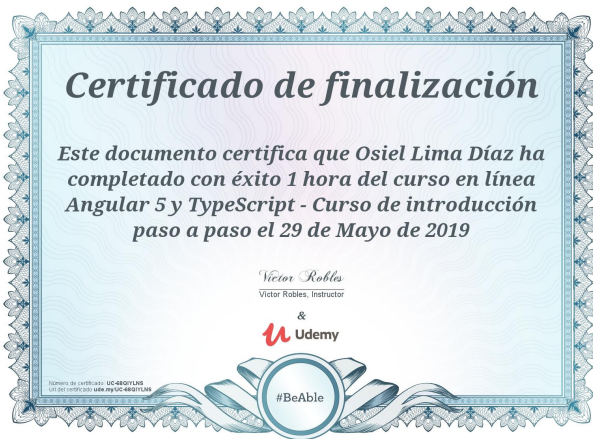 Certificado de finalización
Este documento certifica que Osiel Lima Díaz ha
completado con éxito 1 hora del curso en línea
Angular 5 y TypeScript - Curso de introducción
paso a paso el 29 de Mayo de 2019
Victor Robles
Víctor Robles, Instructor
&
Udemy
Número de certificado: UC-68QIYLNS
Url del certificado: ude.my/UC-68QIYLNS
#BeAble